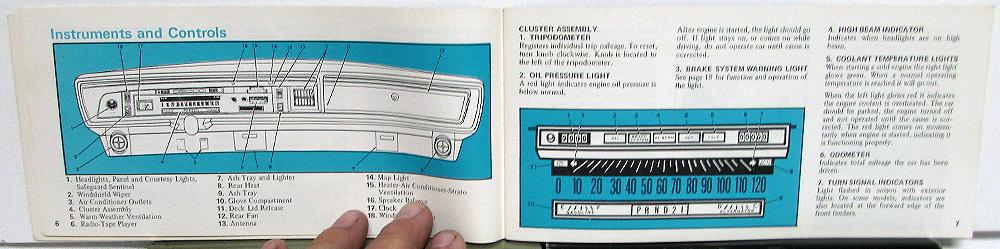 Instruments and Controls
1. Headlights, Panel and Courtesy Lights,
Safeguard Sentinel
2. Windshield Wiper
3. Air Conditioner Outlets
4. Cluster Assembly
5. Warm Weather Ventilation
6. Radio-Tape Player
7. Ash Tray and Lighter
8. Rear Heat
9. Ash Tray
10. Glove Compartment
11. Deck Lid Release
12. Rear Fan
13. Antenna
14. Map Light
15. Heater-Air Conditioner-Strato
Ventilation
16. Speaker Balance
17. Clock
18. Windo
6
CLUSTER ASSEMBLY
1. TRIPODOMETER
Registers individual trip mileage. To reset,
turn knob clockwise. Knob is located to
the left of the tripodometer.
2. OIL PRESSURE LIGHT
A red light indicates engine oil pressure is
below normal.
After engine is started, the light should go
off. If light stays on, or comes on while
driving, do not operate car until cause is
corrected.
3. BRAKE SYSTEM WARNING LIGHT
See page 18 for function and operation of
the light.
0 10 20 30 40 50 60 70 80 90 100 110 120
GASOLINE
PRND21
4. HIGH BEAM INDICATOR
Indicates when headlights are on high
beam.
5. COOLANT TEMPERATURE LIGHTS
When starting a cold engine the right light
glows green. When a normal operating
temperature is reached it will go out.
When the left light glows red it indicates
the engine coolant is overheated. The car
should be parked, the engine turned off
and not operated until the cause is cor-
rected. The red light comes on momen-
tarily when engine is started, indicating it
is functioning properly.
6. ODOMETER
Indicates total mileage the car has been
driven.
7. TURN SIGNAL INDICATORS
Light flashed in unison with exterior
lights. On some models, indicators are
also located at the forward edge of the
front fenders.
7